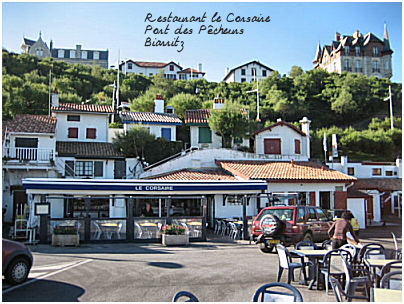 Restaurant le Corsaire
Port des Pêcheurs
Biarritz
LE CORSAIRE